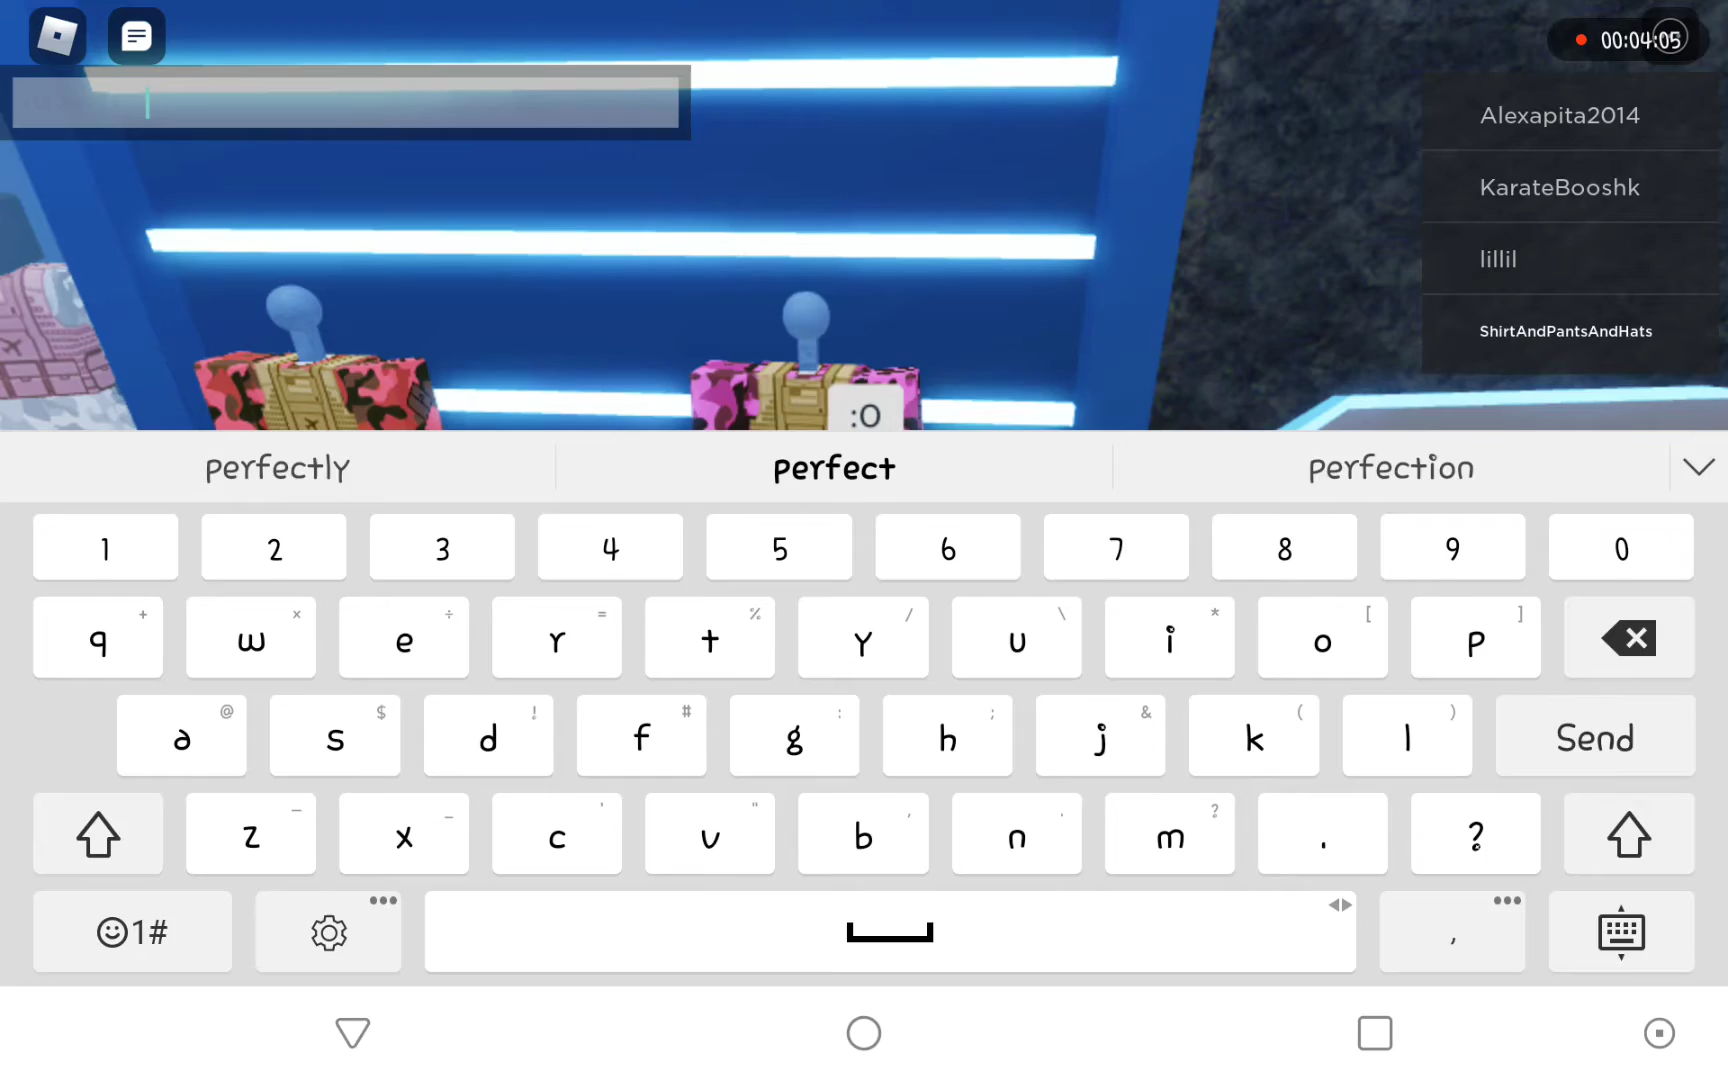 00:04:05
Alexapita2014
KarateBooshk
lillil
ShirtAndPantsAndHats
:O
perfectly perfect perfection
1 2 3 4 5 6 7 8 9 0
q + w × e ÷ r = t % y / u \ i * o [ p ]
a @ s $ d ! f # g : h ; j & k ( l ) Send
z – x _ c ' v " b , n . m ? . ?
1# ,